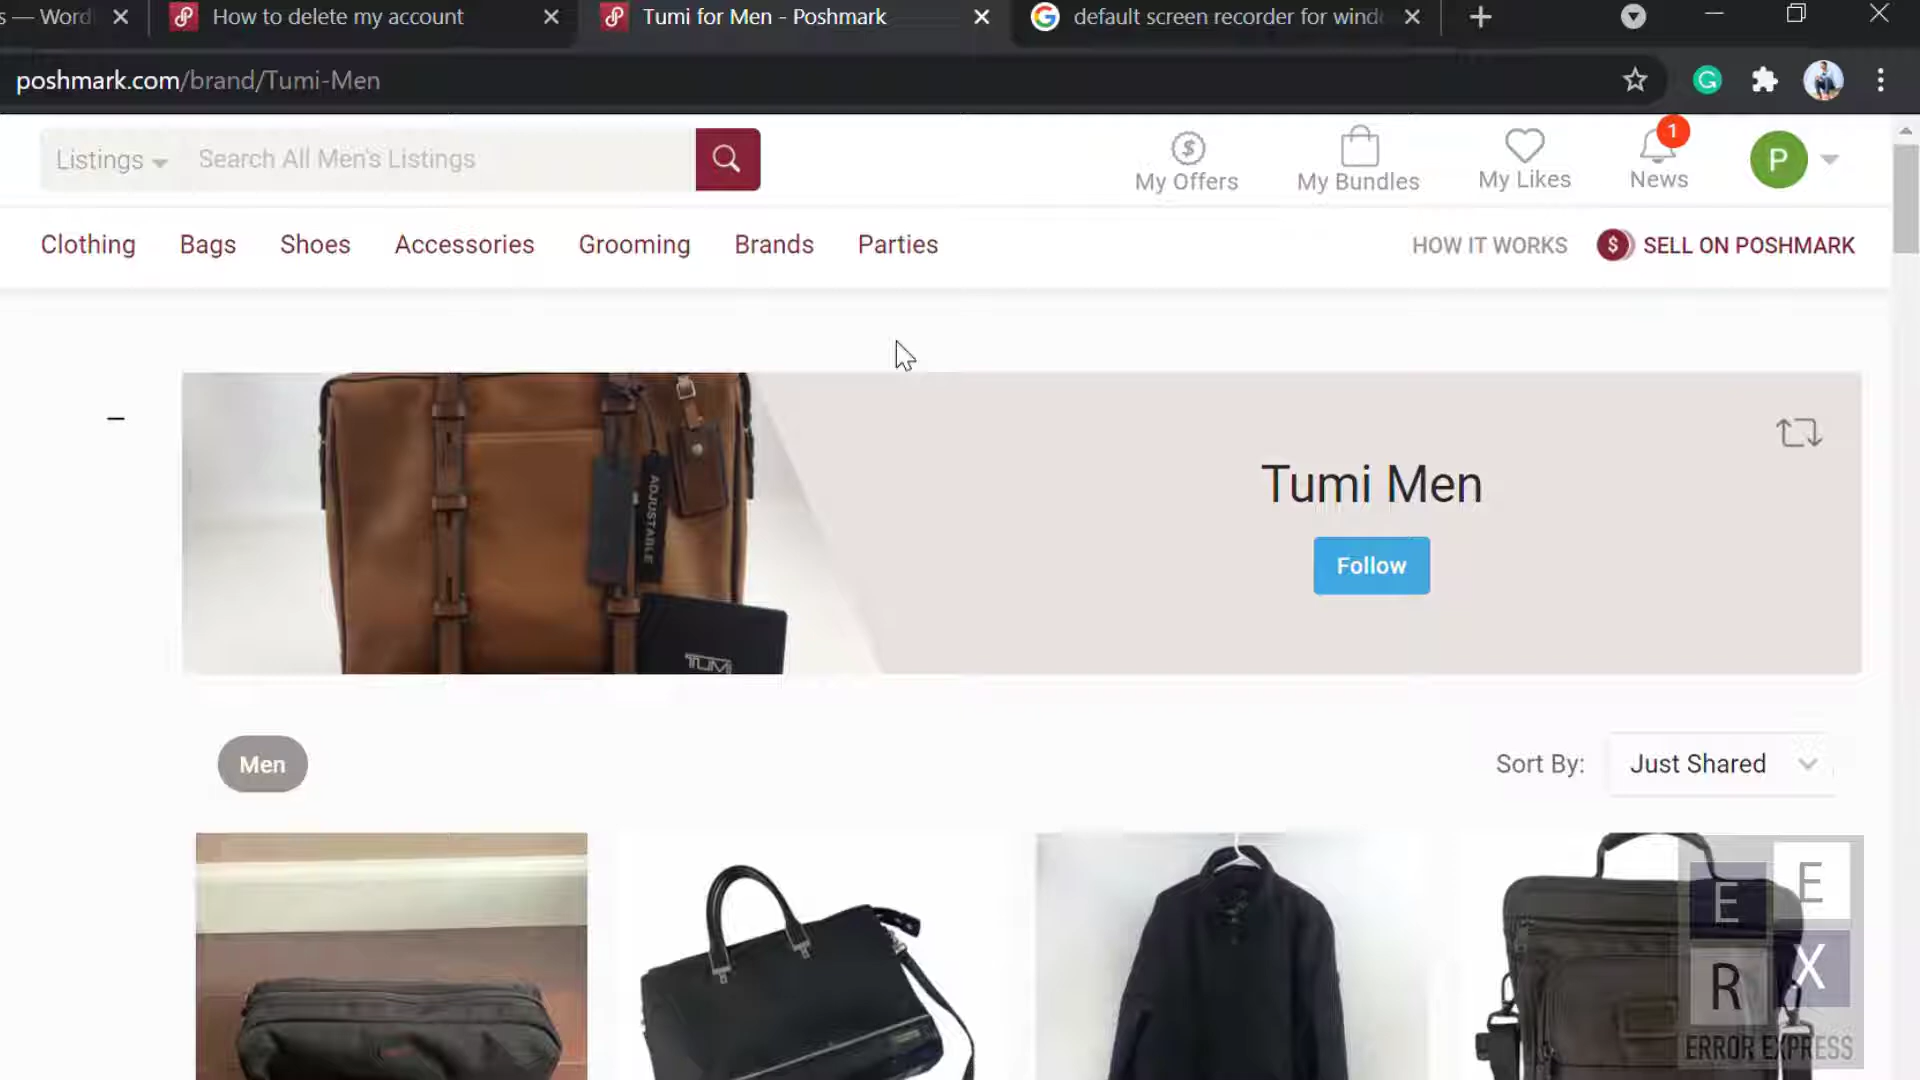 s — Word
How to delete my account
Tumi for Men - Poshmark
default screen recorder for wind
poshmark.com/brand/Tumi-Men
Listings
Search All Men's Listings
My Offers
My Bundles
My Likes
1
News
P
Clothing
Bags
Shoes
Accessories
Grooming
Brands
Parties
HOW IT WORKS
$ SELL ON POSHMARK
ADJUSTABLE
TUMI
Tumi Men
Follow
Men
Sort By:
Just Shared
E
E
R
X
ERROR EXPRESS